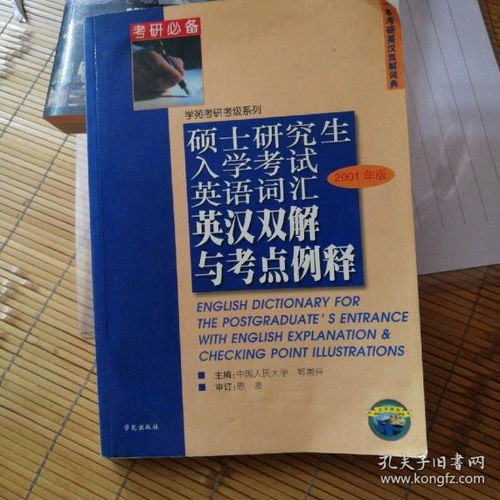 考研必备
本考研英汉双解词典
学苑考研考级系列
硕士研究生
入学考试
英语词汇
2001年版
英汉双解
与考点例释
ENGLISH DICTIONARY FOR
THE POSTGRADUATE'S ENTRANCE
WITH ENGLISH EXPLANATION &
CHECKING POINT ILLUSTRATIONS
■ 主编:中国人民大学 郭崇兴
■ 审订:恩 波
学苑出版社
孔夫子旧书网
www.kongfz.com